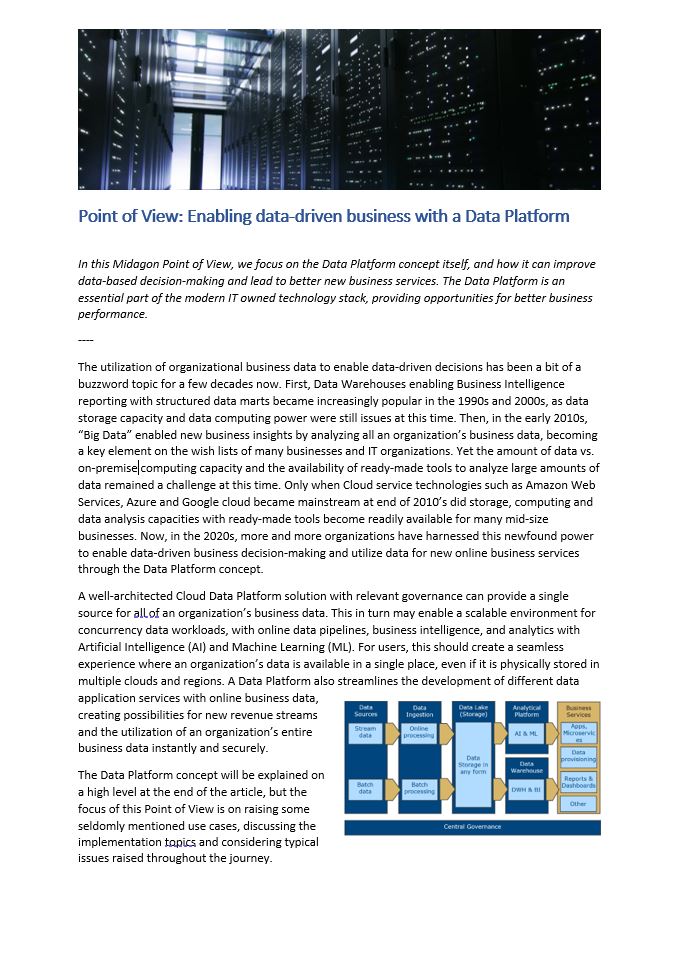 Point of View: Enabling data-driven business with a Data Platform
In this Midagon Point of View, we focus on the Data Platform concept itself, and how it can improve
data-based decision-making and lead to better new business services. The Data Platform is an
essential part of the modern IT owned technology stack, providing opportunities for better business
performance.
----
The utilization of organizational business data to enable data-driven decisions has been a bit of a
buzzword topic for a few decades now. First, Data Warehouses enabling Business Intelligence
reporting with structured data marts became increasingly popular in the 1990s and 2000s, as data
storage capacity and data computing power were still issues at this time. Then, in the early 2010s,
“Big Data” enabled new business insights by analyzing all an organization’s business data, becoming
a key element on the wish lists of many businesses and IT organizations. Yet the amount of data vs.
on-premise computing capacity and the availability of ready-made tools to analyze large amounts of
data remained a challenge at this time. Only when Cloud service technologies such as Amazon Web
Services, Azure and Google cloud became mainstream at end of 2010’s did storage, computing and
data analysis capacities with ready-made tools become readily available for many mid-size
businesses. Now, in the 2020s, more and more organizations have harnessed this newfound power
to enable data-driven business decision-making and utilize data for new online business services
through the Data Platform concept.
A well-architected Cloud Data Platform solution with relevant governance can provide a single
source for all of an organization’s business data. This in turn may enable a scalable environment for
concurrency data workloads, with online data pipelines, business intelligence, and analytics with
Artificial Intelligence (AI) and Machine Learning (ML). For users, this should create a seamless
experience where an organization’s data is available in a single place, even if it is physically stored in
multiple clouds and regions. A Data Platform also streamlines the development of different data
application services with online business data,
creating possibilities for new revenue streams
and the utilization of an organization’s entire
business data instantly and securely.
The Data Platform concept will be explained on
a high level at the end of the article, but the
focus of this Point of View is on raising some
seldomly mentioned use cases, discussing the
implementation topics and considering typical
issues raised throughout the journey.
Data
Sources
Stream
data
Batch
data
Data
Ingestion
Online
processing
Batch
processing
Data Lake
(Storage)
Data
Storage in
any form
Analytical
Platform
AI & ML
Data
Warehouse
DWH & BI
Business
Services
Apps,
Microservic
es
Data
provisioning
Reports &
Dashboards
Other
Central Governance